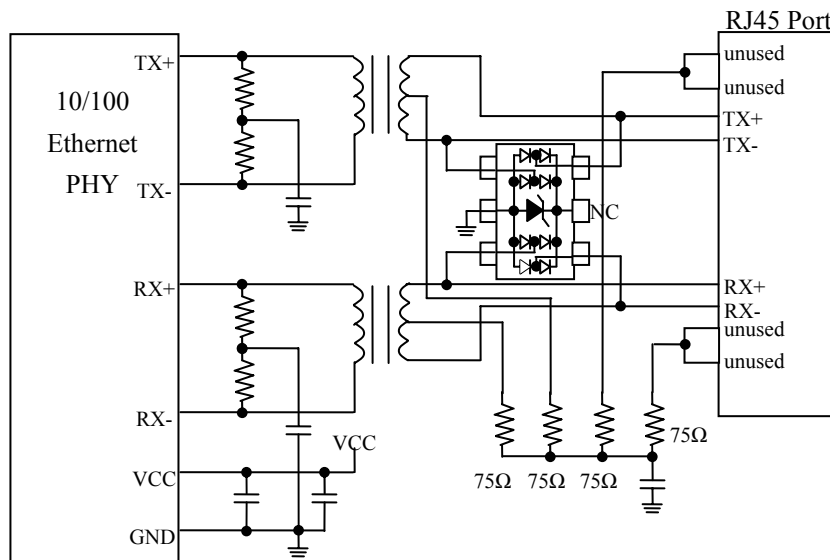 RJ45 Port
10/100
Ethernet
PHY
TX+
TX-
RX+
RX-
VCC
GND
VCC
NC
unused
unused
TX+
TX-
RX+
RX-
unused
unused
75Ω
75Ω
75Ω
75Ω